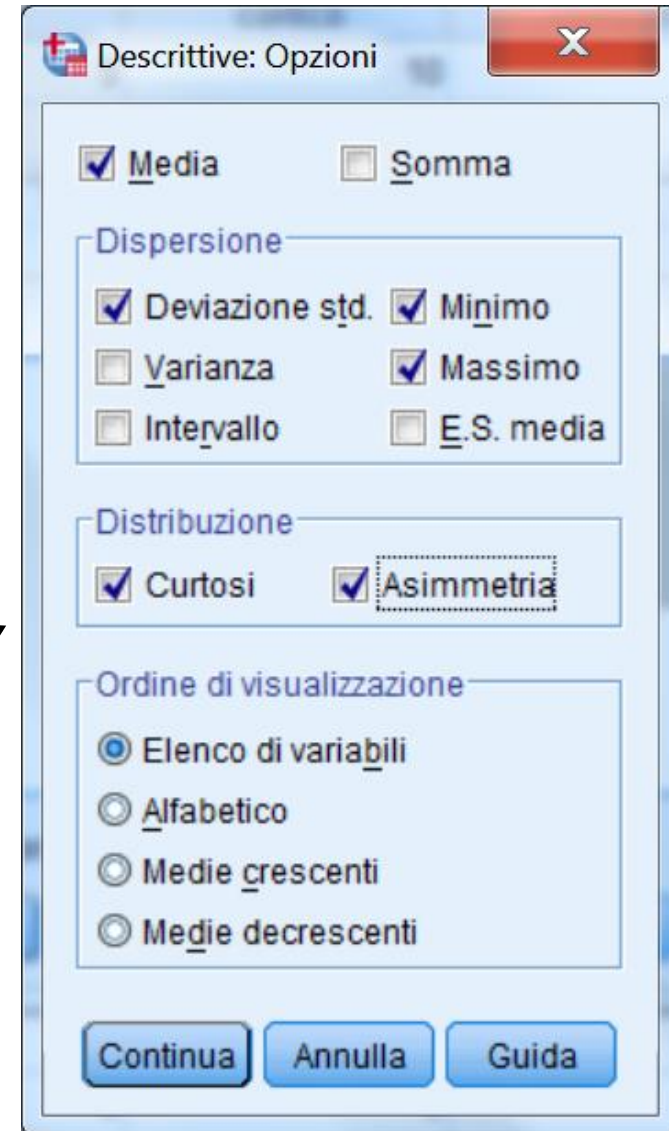 Descrittive: Opzioni
Media Somma
Dispersione
Deviazione std. Minimo
Varianza Massimo
Intervallo E.S. media
Distribuzione
Curtosi Asimmetria
Ordine di visualizzazione
Elenco di variabili
Alfabetico
Medie crescenti
Medie decrescenti
Continua Annulla Guida